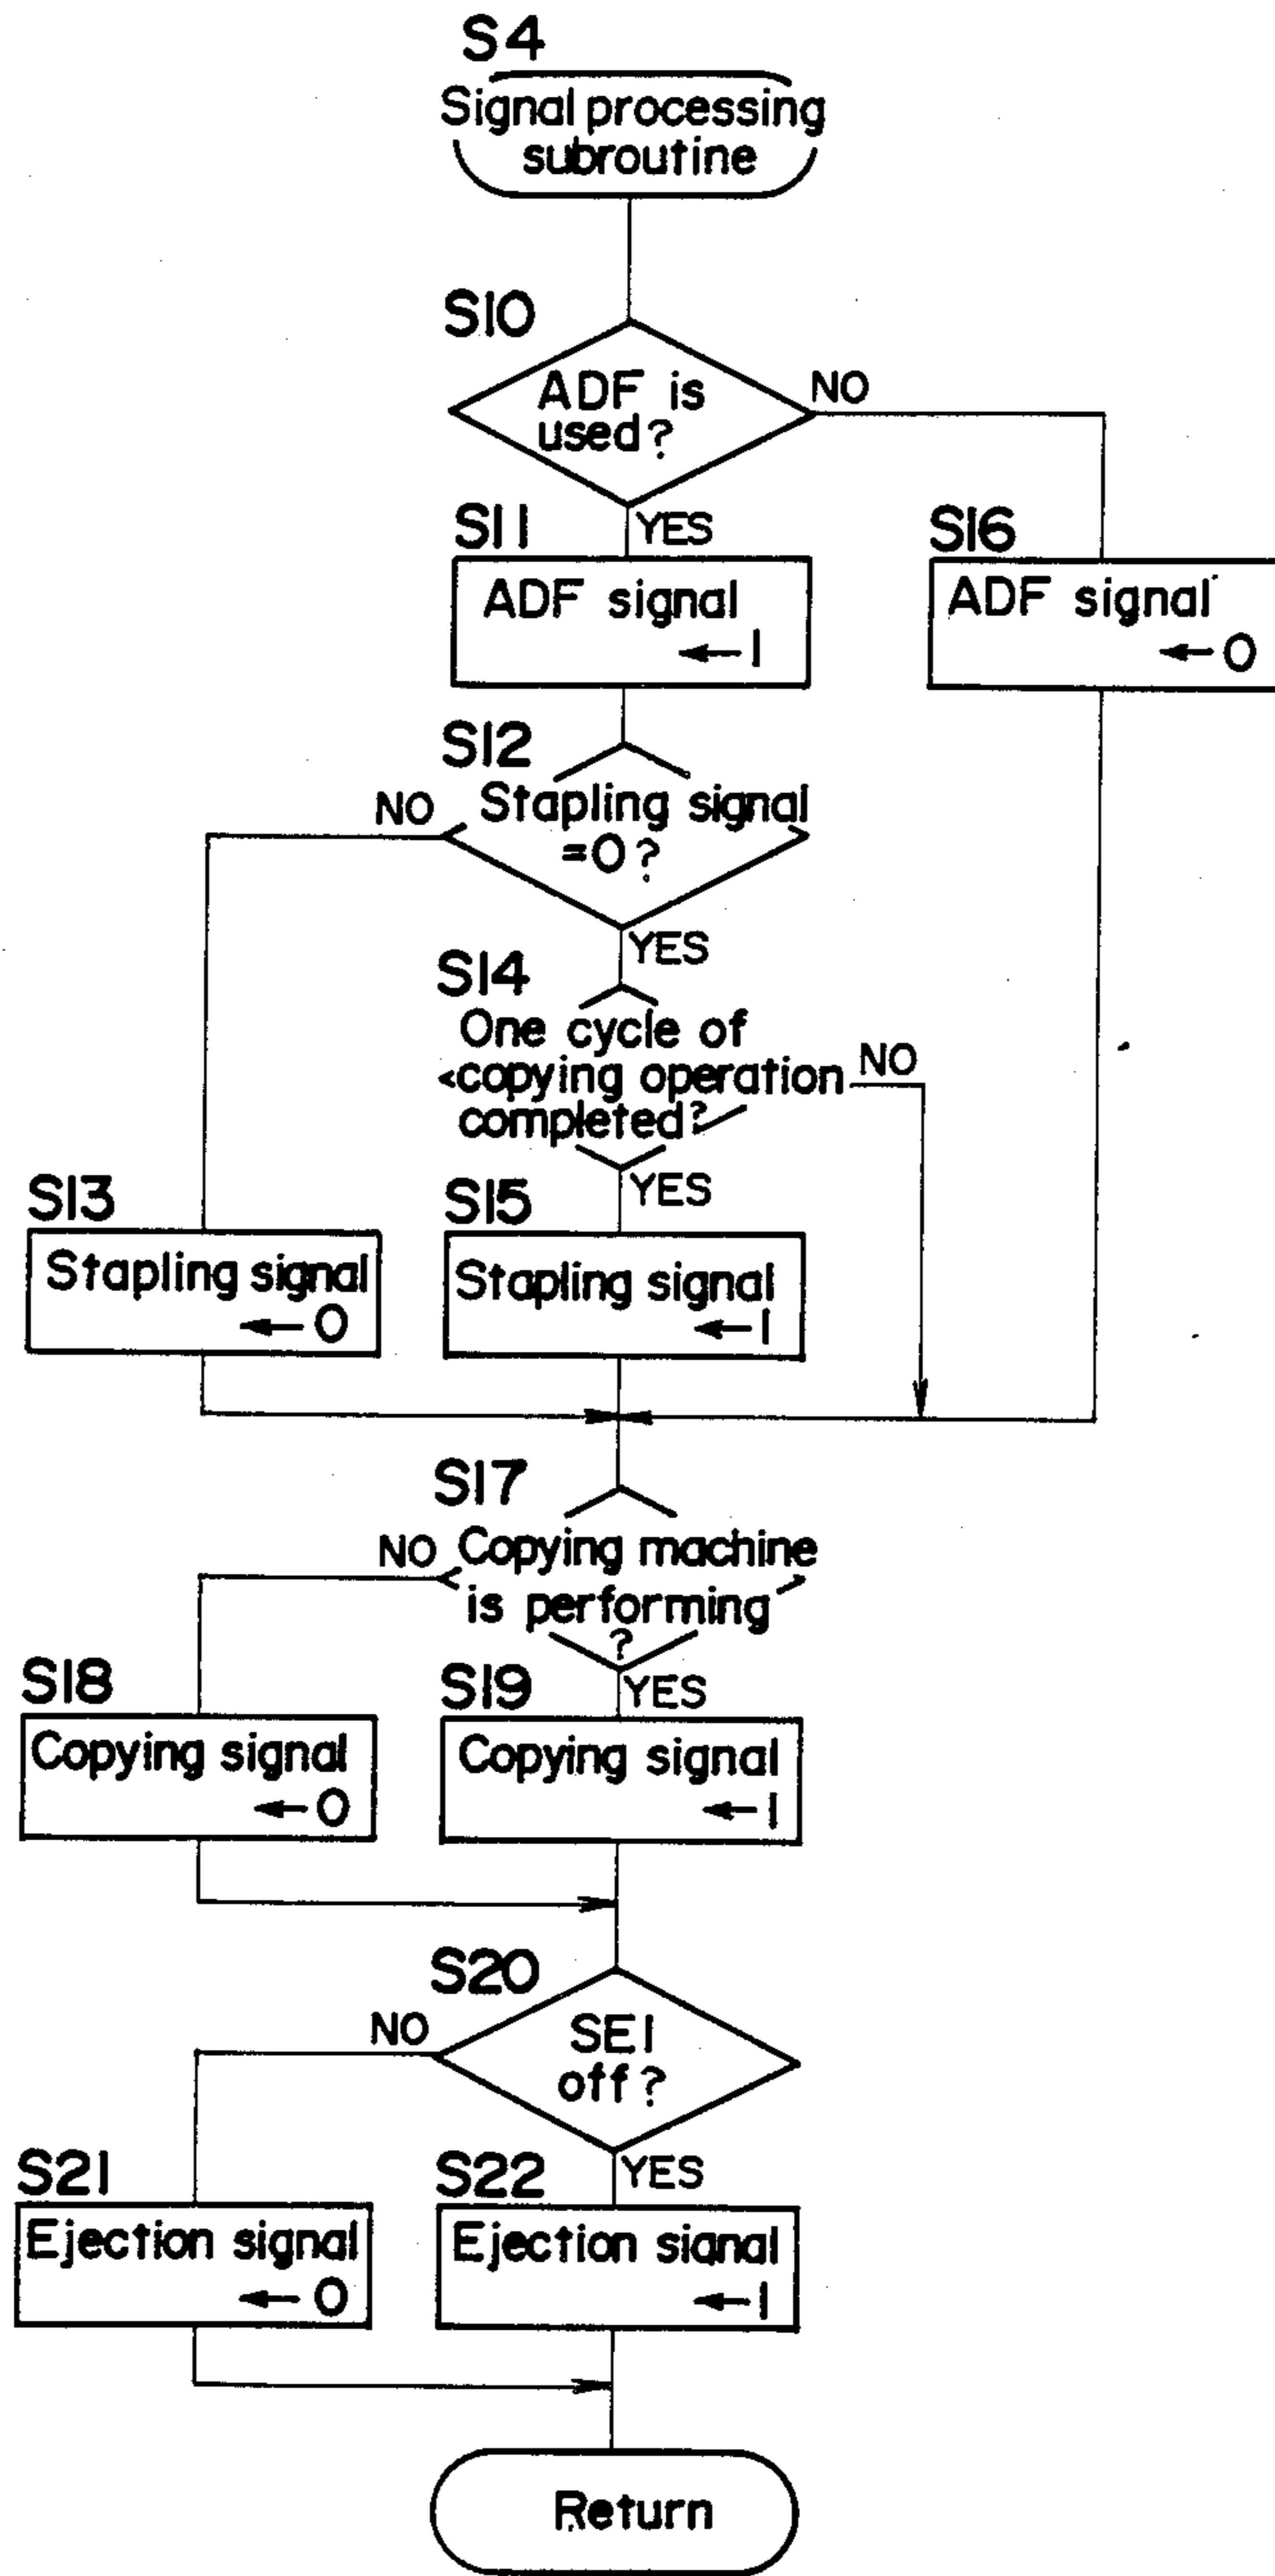 S4
Signal processing
subroutine
S10
ADF is
used?
NO
YES
S11
ADF signal
←1
S16
ADF signal
←0
S12
Stapling signal
=0?
NO
YES
S14
One cycle of
copying operation
completed?
NO
YES
S13
Stapling signal
←0
S15
Stapling signal
←1
S17
Copying machine
is performing
?
NO
YES
S18
Copying signal
←0
S19
Copying signal
←1
S20
SE1
off?
NO
YES
S21
Ejection signal
←0
S22
Ejection signal
←1
Return